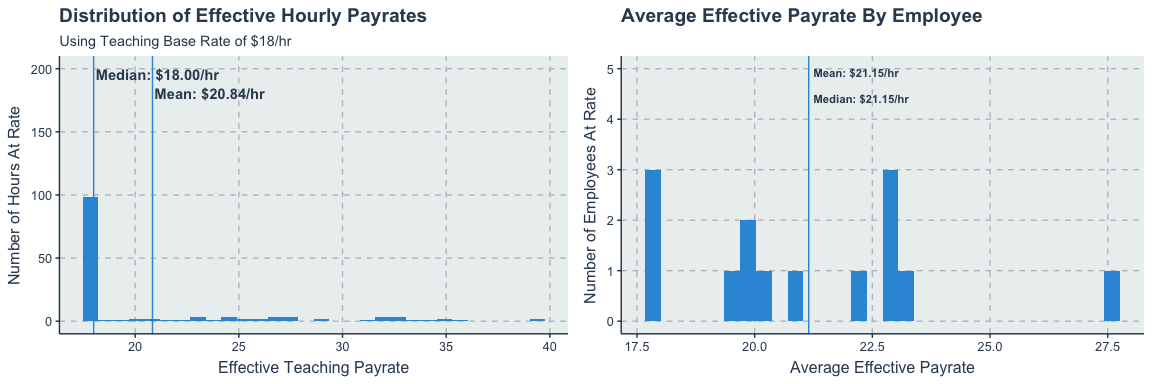 Distribution of Effective Hourly Payrates
Using Teaching Base Rate of $18/hr
Number of Hours At Rate
200
150
100
50
0
Median: $18.00/hr
Mean: $20.84/hr
20
25
30
35
40
Effective Teaching Payrate
Average Effective Payrate By Employee
Number of Employees At Rate
5
4
3
2
1
0
Mean: $21.15/hr
Median: $21.15/hr
17.5
20.0
22.5
25.0
27.5
Average Effective Payrate